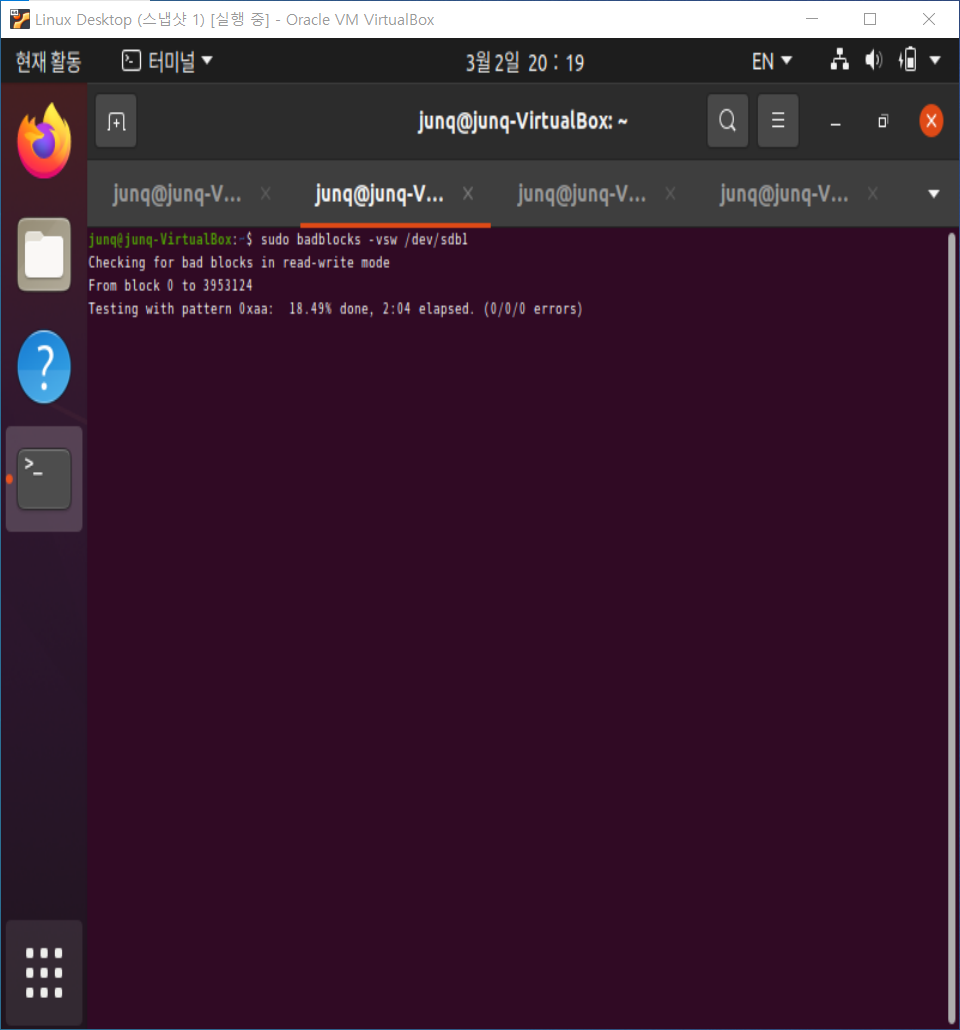 Linux Desktop (스냅샷 1) [실행 중] - Oracle VM VirtualBox
현재 활동 터미널 3월 2일 20 : 19 EN
junq@junq-VirtualBox: ~
junq@junq-V... junq@junq-V... junq@junq-V... junq@junq-V...
junq@junq-VirtualBox:~$ sudo badblocks -vsw /dev/sdb1
Checking for bad blocks in read-write mode
From block 0 to 3953124
Testing with pattern 0xaa: 18.49% done, 2:04 elapsed. (0/0/0 errors)